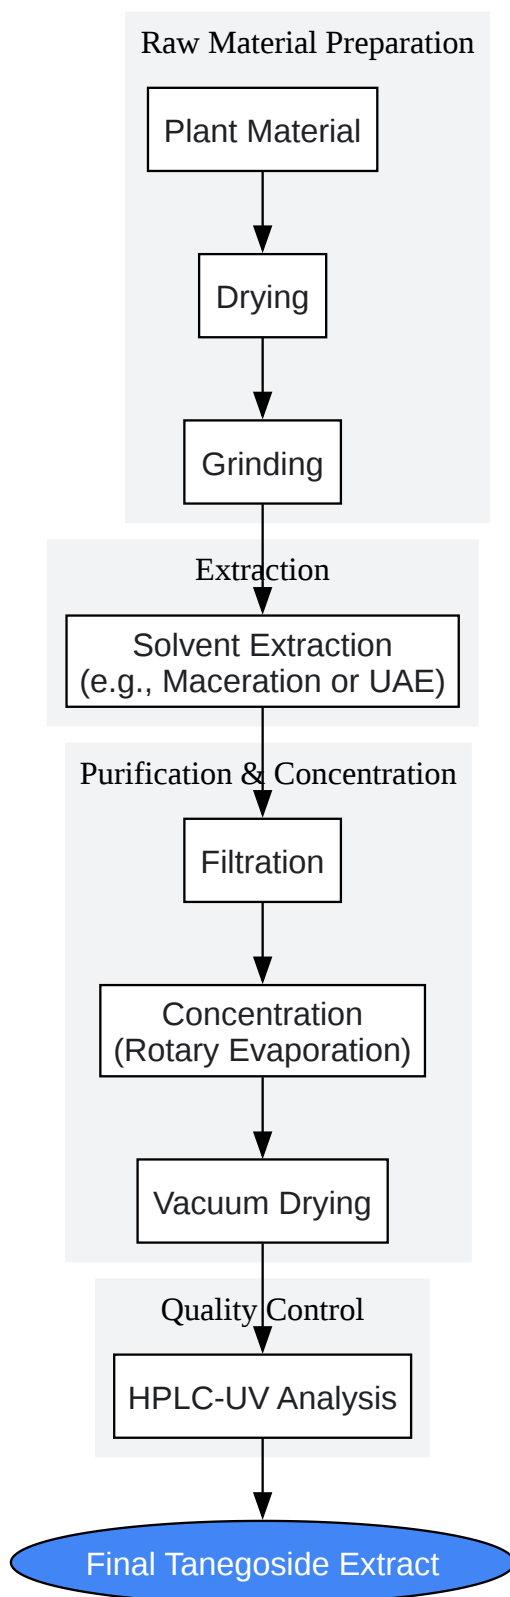 Raw Material Preparation
Plant Material
Drying
Grinding
Extraction
Solvent Extraction
(e.g., Maceration or UAE)
Purification & Concentration
Filtration
Concentration
(Rotary Evaporation)
Vacuum Drying
Quality Control
HPLC-UV Analysis
Final Tanegoside Extract